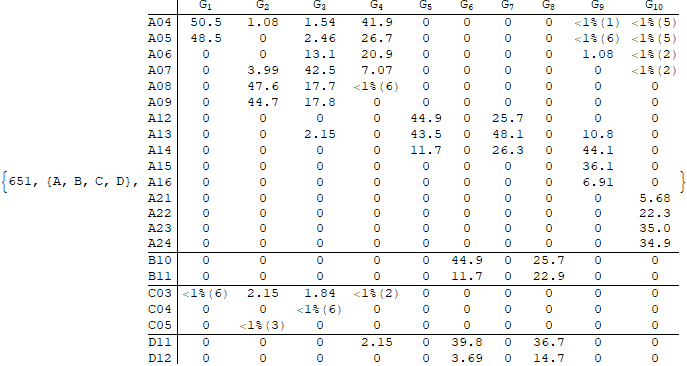 G1 G2 G3 G4 G5 G6 G7 G8 G9 G10
A04 50.5 1.08 1.54 41.9 0 0 0 0 <1%(1) <1%(5)
A05 48.5 0 2.46 26.7 0 0 0 0 <1%(6) <1%(5)
A06 0 0 13.1 20.9 0 0 0 0 1.08 <1%(2)
A07 0 3.99 42.5 7.07 0 0 0 0 0 <1%(2)
A08 0 47.6 17.7 <1%(6) 0 0 0 0 0 0
A09 0 44.7 17.8 0 0 0 0 0 0 0
A12 0 0 0 0 44.9 0 25.7 0 0 0
A13 0 0 2.15 0 43.5 0 48.1 0 10.8 0
A14 0 0 0 0 11.7 0 26.3 0 44.1 0
A15 0 0 0 0 0 0 0 0 36.1 0
{651, {A, B, C, D}, A16 0 0 0 0 0 0 0 0 6.91 0 }
A21 0 0 0 0 0 0 0 0 0 5.68
A22 0 0 0 0 0 0 0 0 0 22.3
A23 0 0 0 0 0 0 0 0 0 35.0
A24 0 0 0 0 0 0 0 0 0 34.9
B10 0 0 0 0 0 44.9 0 25.7 0 0
B11 0 0 0 0 0 11.7 0 22.9 0 0
C03 <1%(6) 2.15 1.84 <1%(2) 0 0 0 0 0 0
C04 0 0 <1%(6) 0 0 0 0 0 0 0
C05 0 <1%(3) 0 0 0 0 0 0 0 0
D11 0 0 0 2.15 0 39.8 0 36.7 0 0
D12 0 0 0 0 0 3.69 0 14.7 0 0